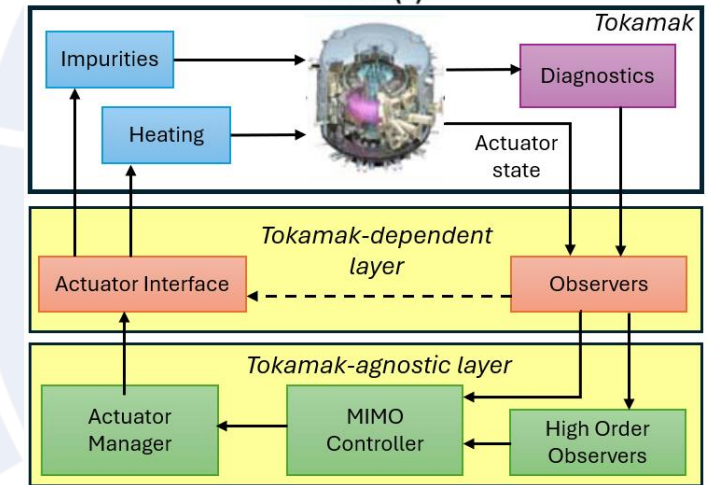 Tokamak
Impurities
Diagnostics
Heating
Actuator
state
Tokamak-dependent
layer
Actuator Interface
Observers
Tokamak-agnostic layer
Actuator
Manager
MIMO
Controller
High Order
Observers